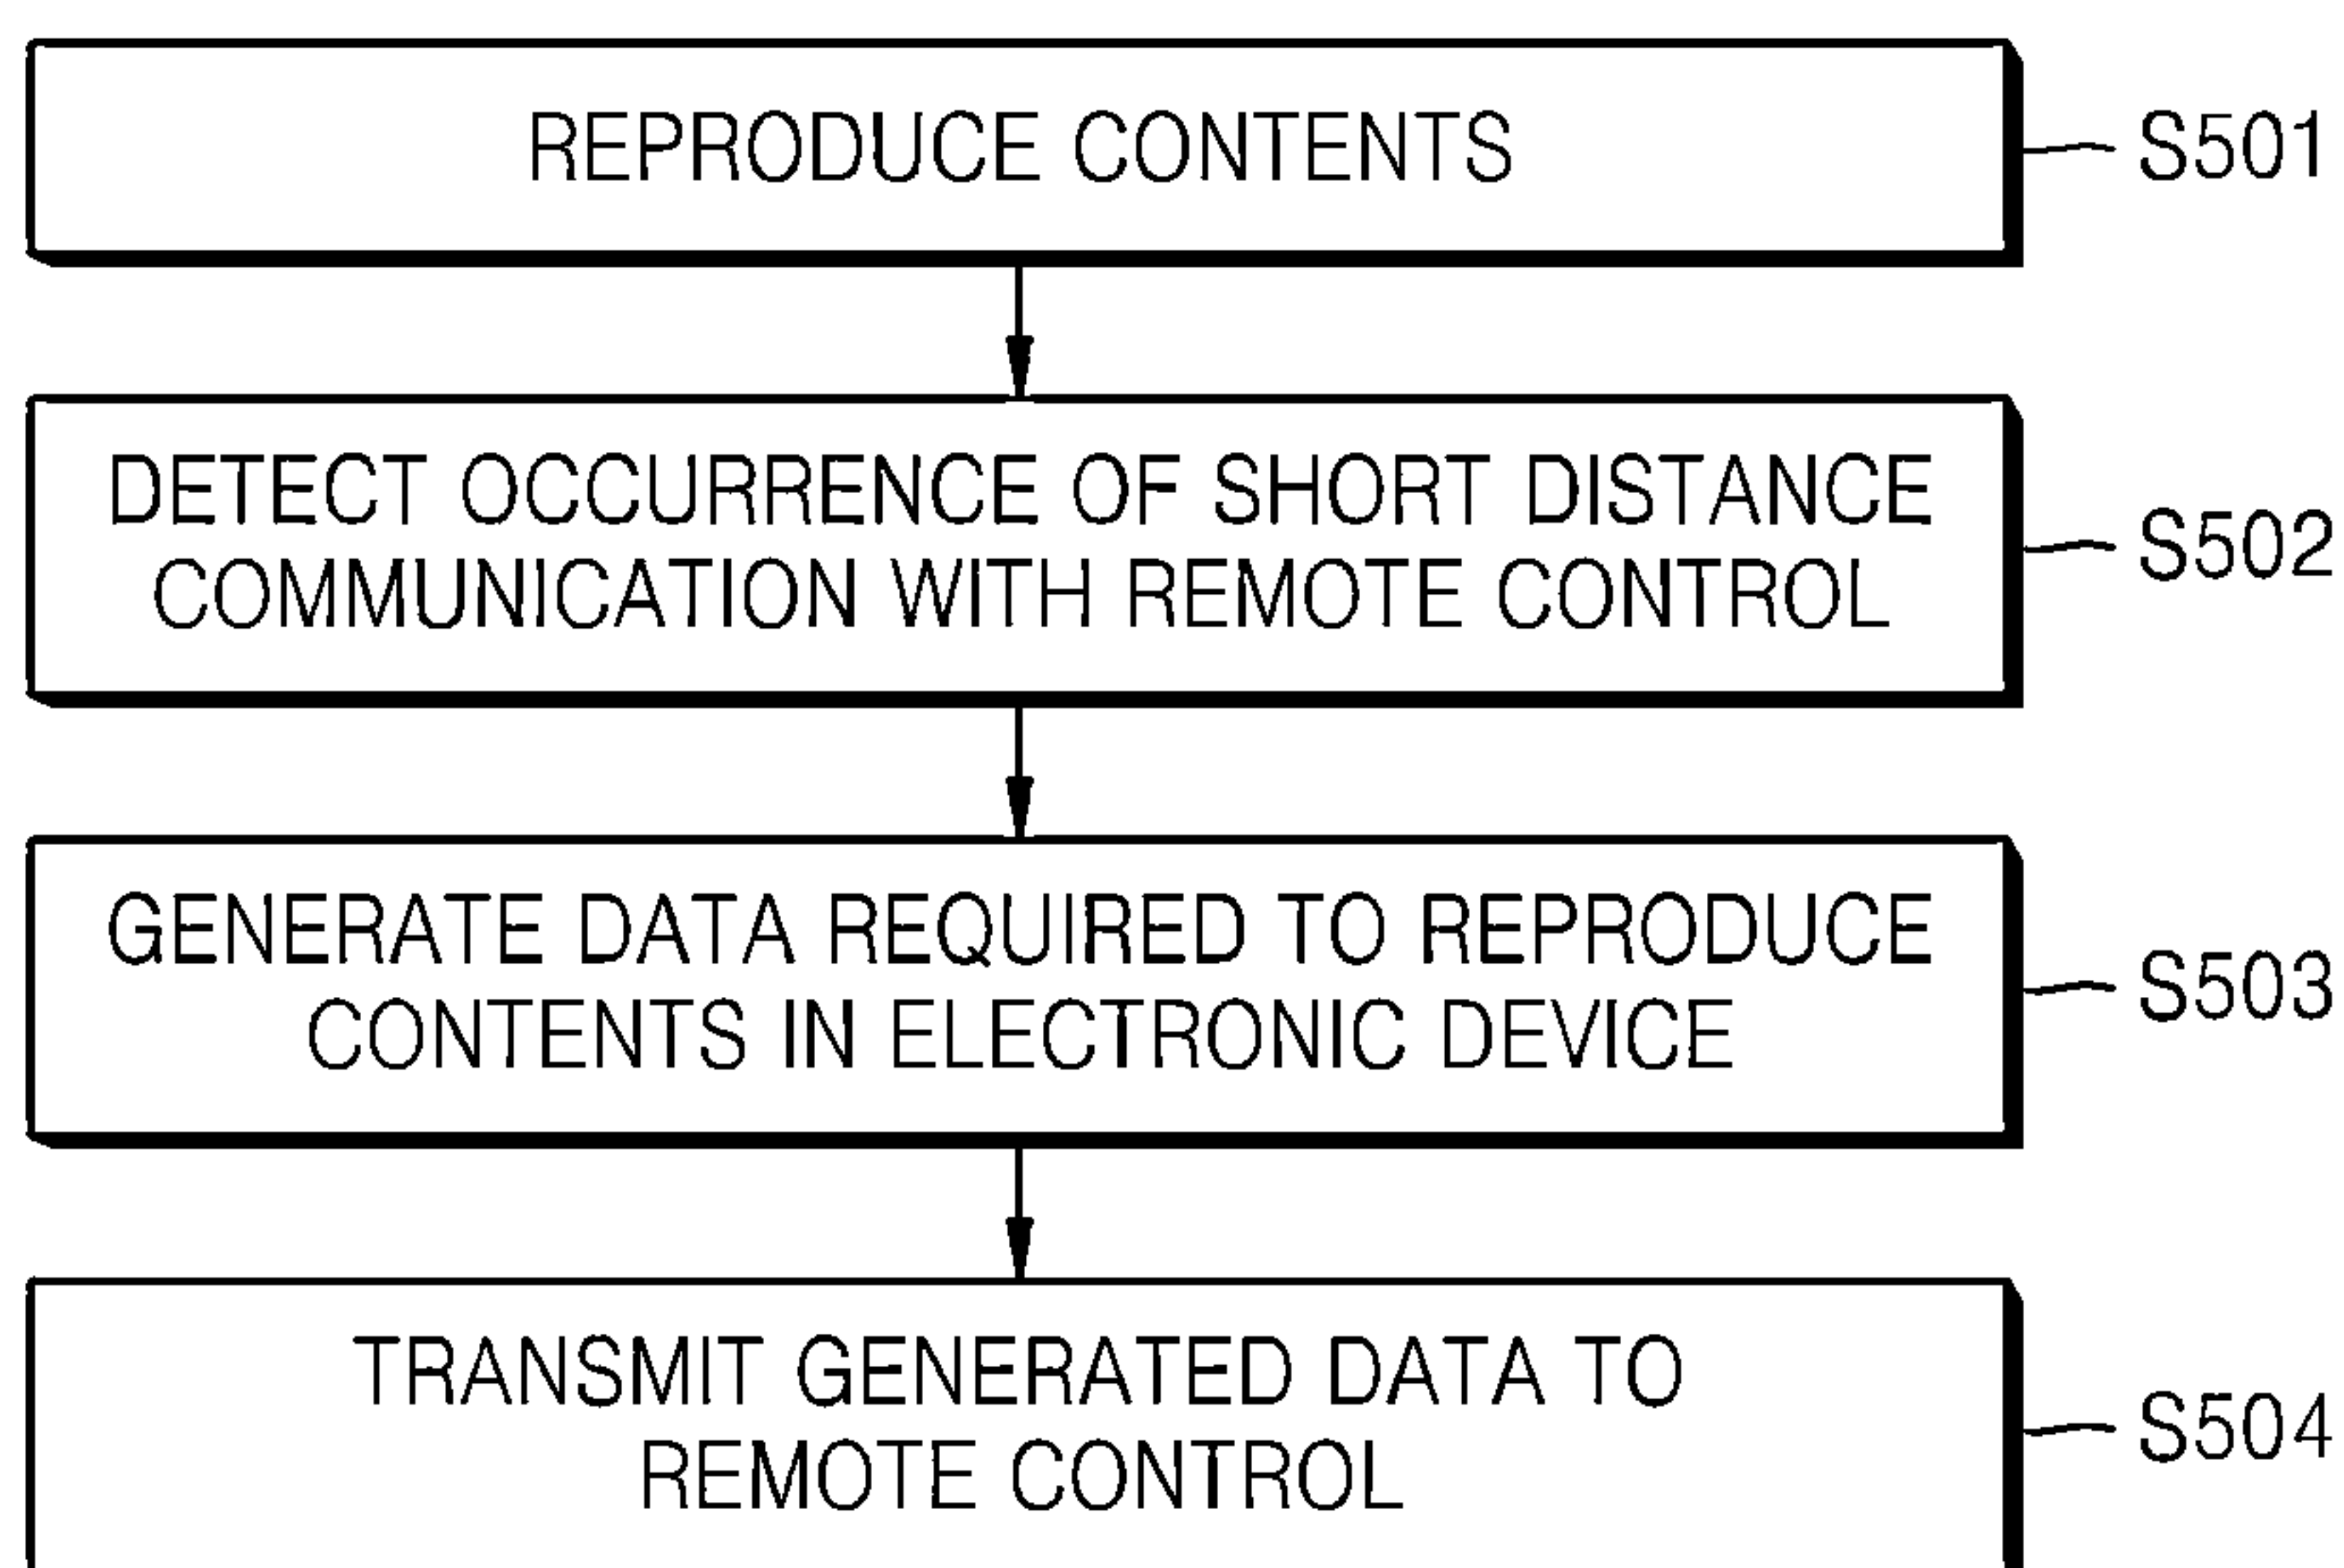 REPRODUCE CONTENTS
S501
DETECT OCCURRENCE OF SHORT DISTANCE
COMMUNICATION WITH REMOTE CONTROL
S502
GENERATE DATA REQUIRED TO REPRODUCE
CONTENTS IN ELECTRONIC DEVICE
S503
TRANSMIT GENERATED DATA TO
REMOTE CONTROL
S504